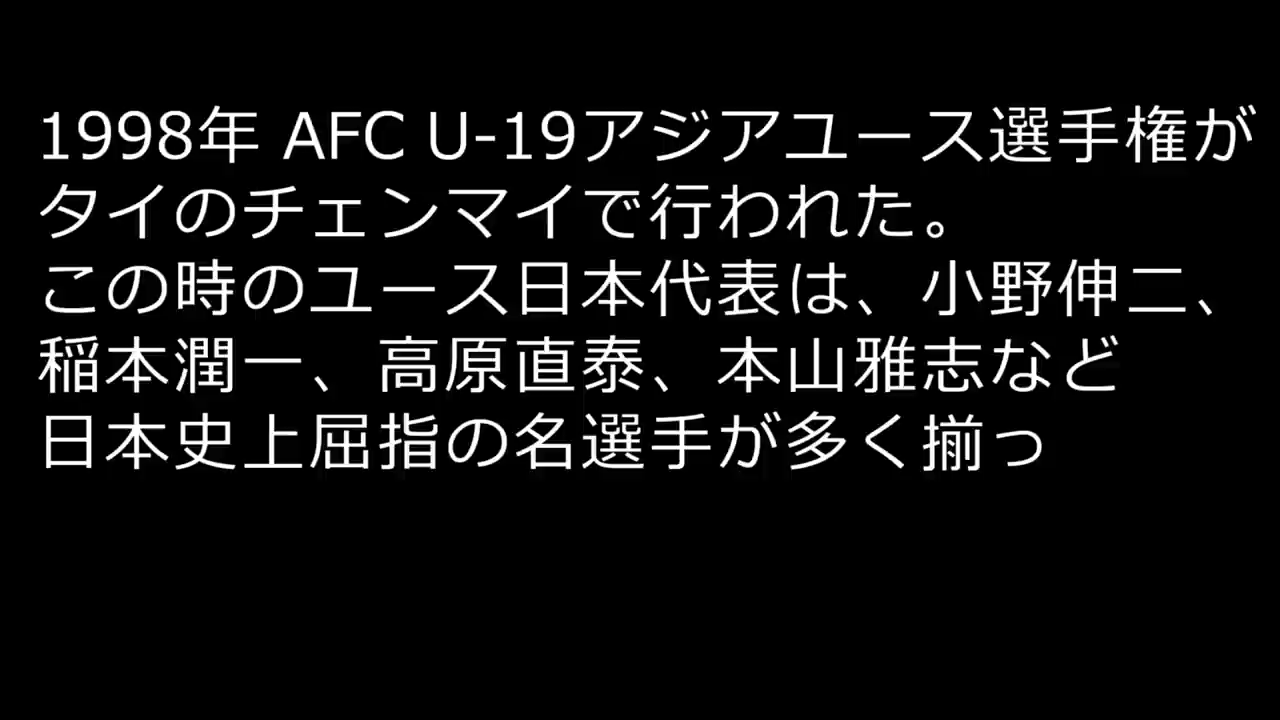 1998年 AFC U-19アジアユース選手権が
タイのチェンマイで行われた。
この時のユース日本代表は、小野伸二、
稲本潤一、高原直泰、本山雅志など
日本史上屈指の名選手が多く揃っ